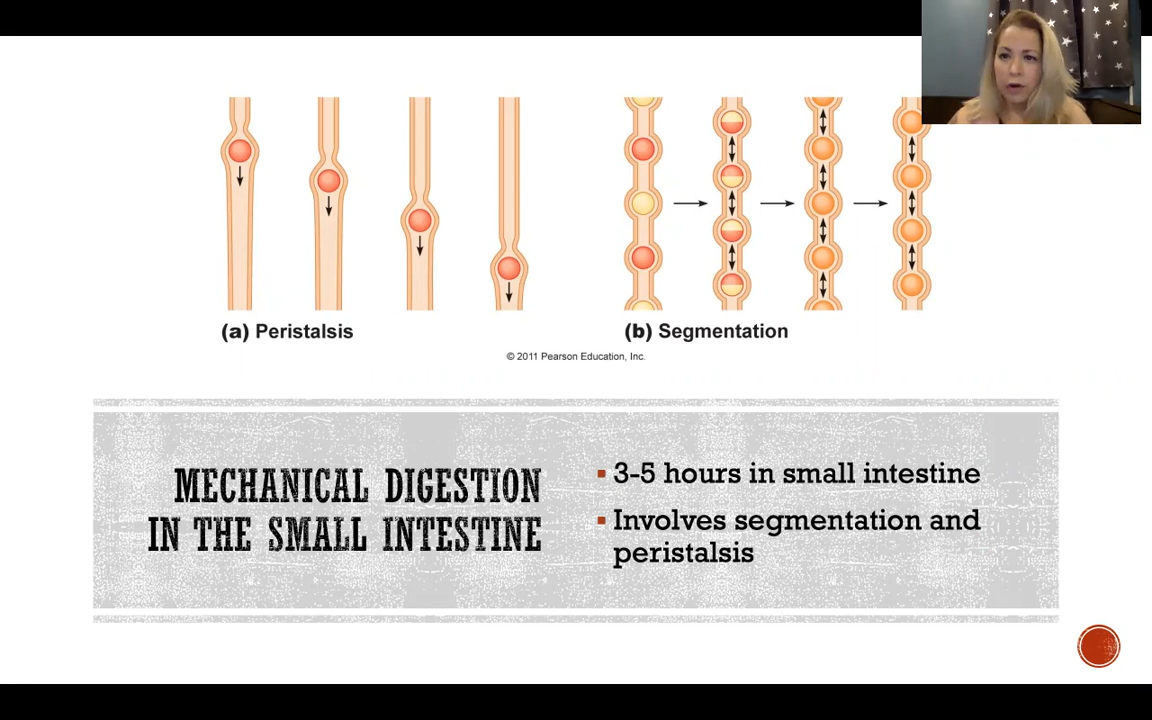 (a) Peristalsis
(b) Segmentation
© 2011 Pearson Education, Inc.
MECHANICAL DIGESTION
IN THE SMALL INTESTINE
▪ 3-5 hours in small intestine
▪ Involves segmentation and
peristalsis